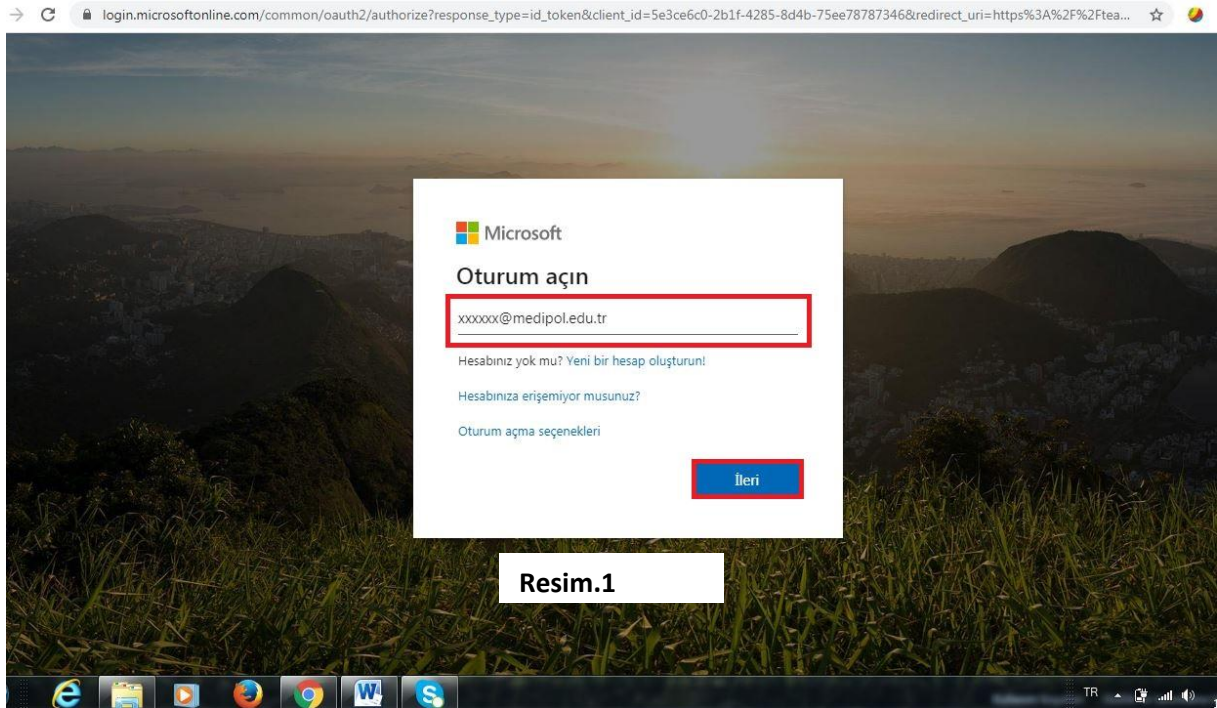 login.microsoftonline.com/common/oauth2/authorize?response_type=id_token&client_id=5e3ce6c0-2b1f-4285-8d4b-75ee78787346&redirect_uri=https%3A%2F%2Ftea...
Microsoft
Oturum açın
xxxxxx@medipol.edu.tr
Hesabınız yok mu? Yeni bir hesap oluşturun!
Hesabınıza erişemiyor musunuz?
Oturum açma seçenekleri
İleri
Resim.1
TR